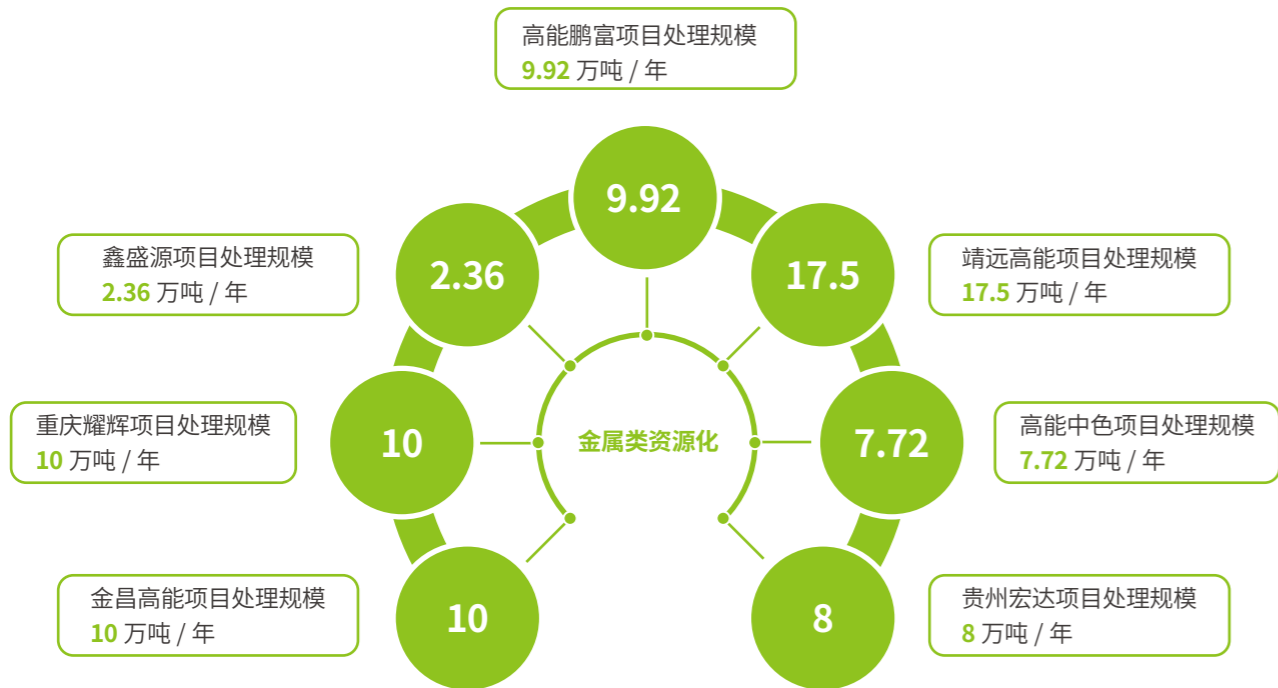 高能鹏富项目处理规模
9.92 万吨 / 年
9.92
鑫盛源项目处理规模
2.36 万吨 / 年
2.36
17.5
靖远高能项目处理规模
17.5 万吨 / 年
重庆耀辉项目处理规模
10 万吨 / 年
10
金属类资源化
7.72
高能中色项目处理规模
7.72 万吨 / 年
金昌高能项目处理规模
10 万吨 / 年
10
8
贵州宏达项目处理规模
8 万吨 / 年